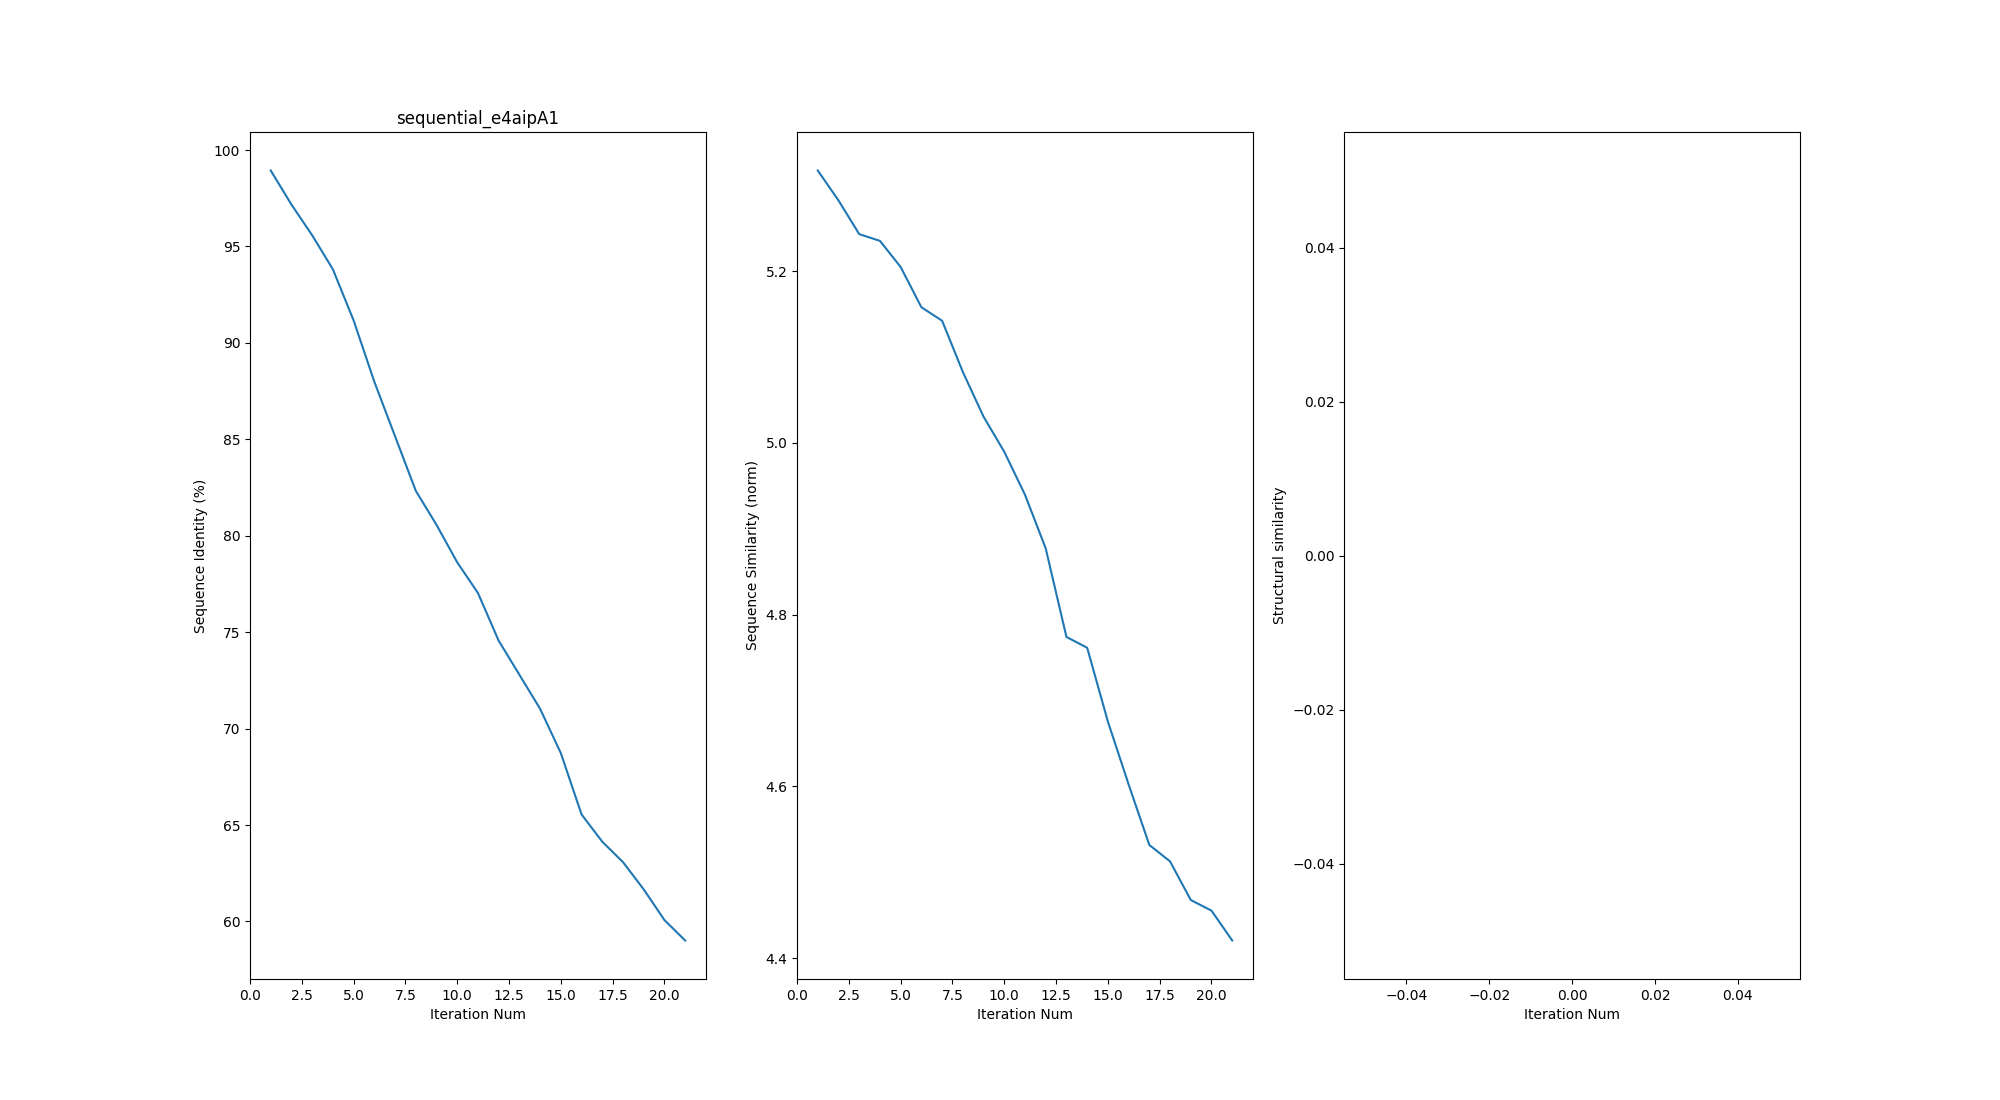 sequential_e4aipA1
100
95
90
85
80
75
70
65
60
Sequence Identity (%)
0.0 2.5 5.0 7.5 10.0 12.5 15.0 17.5 20.0
Iteration Num
5.2
5.0
4.8
4.6
4.4
Sequence Similarity (norm)
0.0 2.5 5.0 7.5 10.0 12.5 15.0 17.5 20.0
Iteration Num
0.04
0.02
0.00
−0.02
−0.04
Structural similarity
−0.04 −0.02 0.00 0.02 0.04
Iteration Num